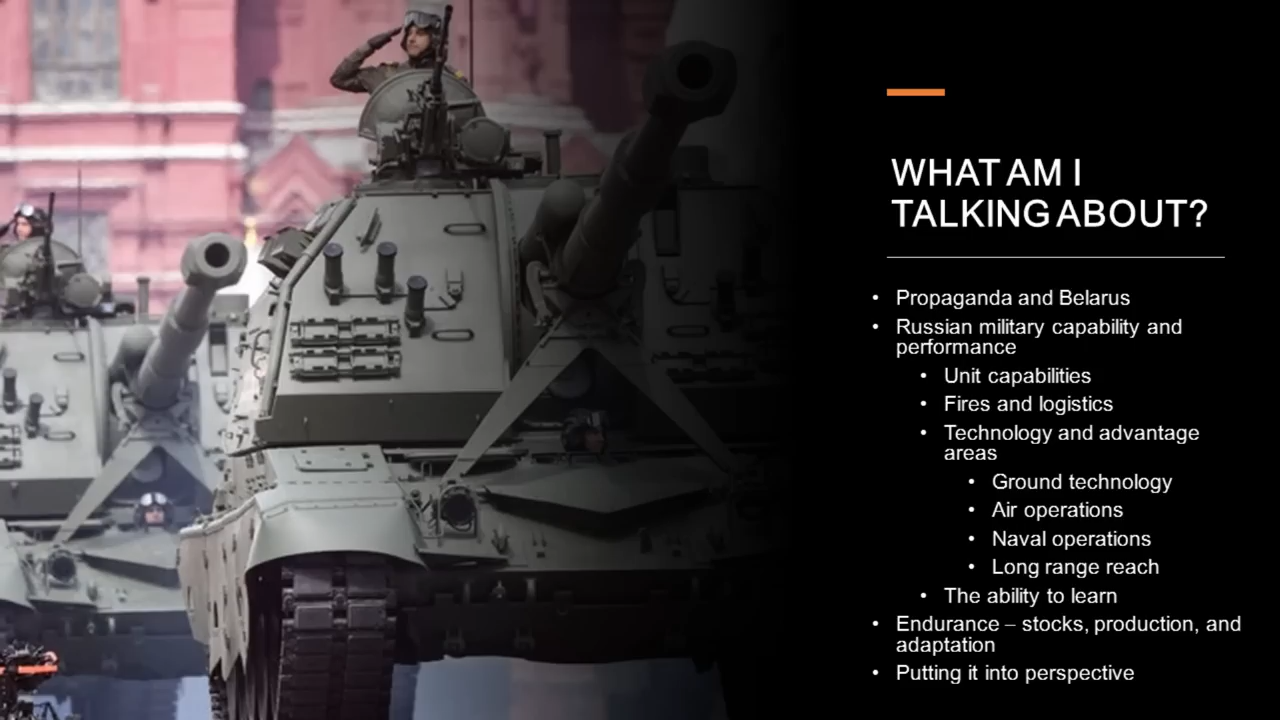 WHAT AM I
TALKING ABOUT?
• Propaganda and Belarus
• Russian military capability and
performance
• Unit capabilities
• Fires and logistics
• Technology and advantage
areas
• Ground technology
• Air operations
• Naval operations
• Long range reach
• The ability to learn
• Endurance – stocks, production, and
adaptation
• Putting it into perspective